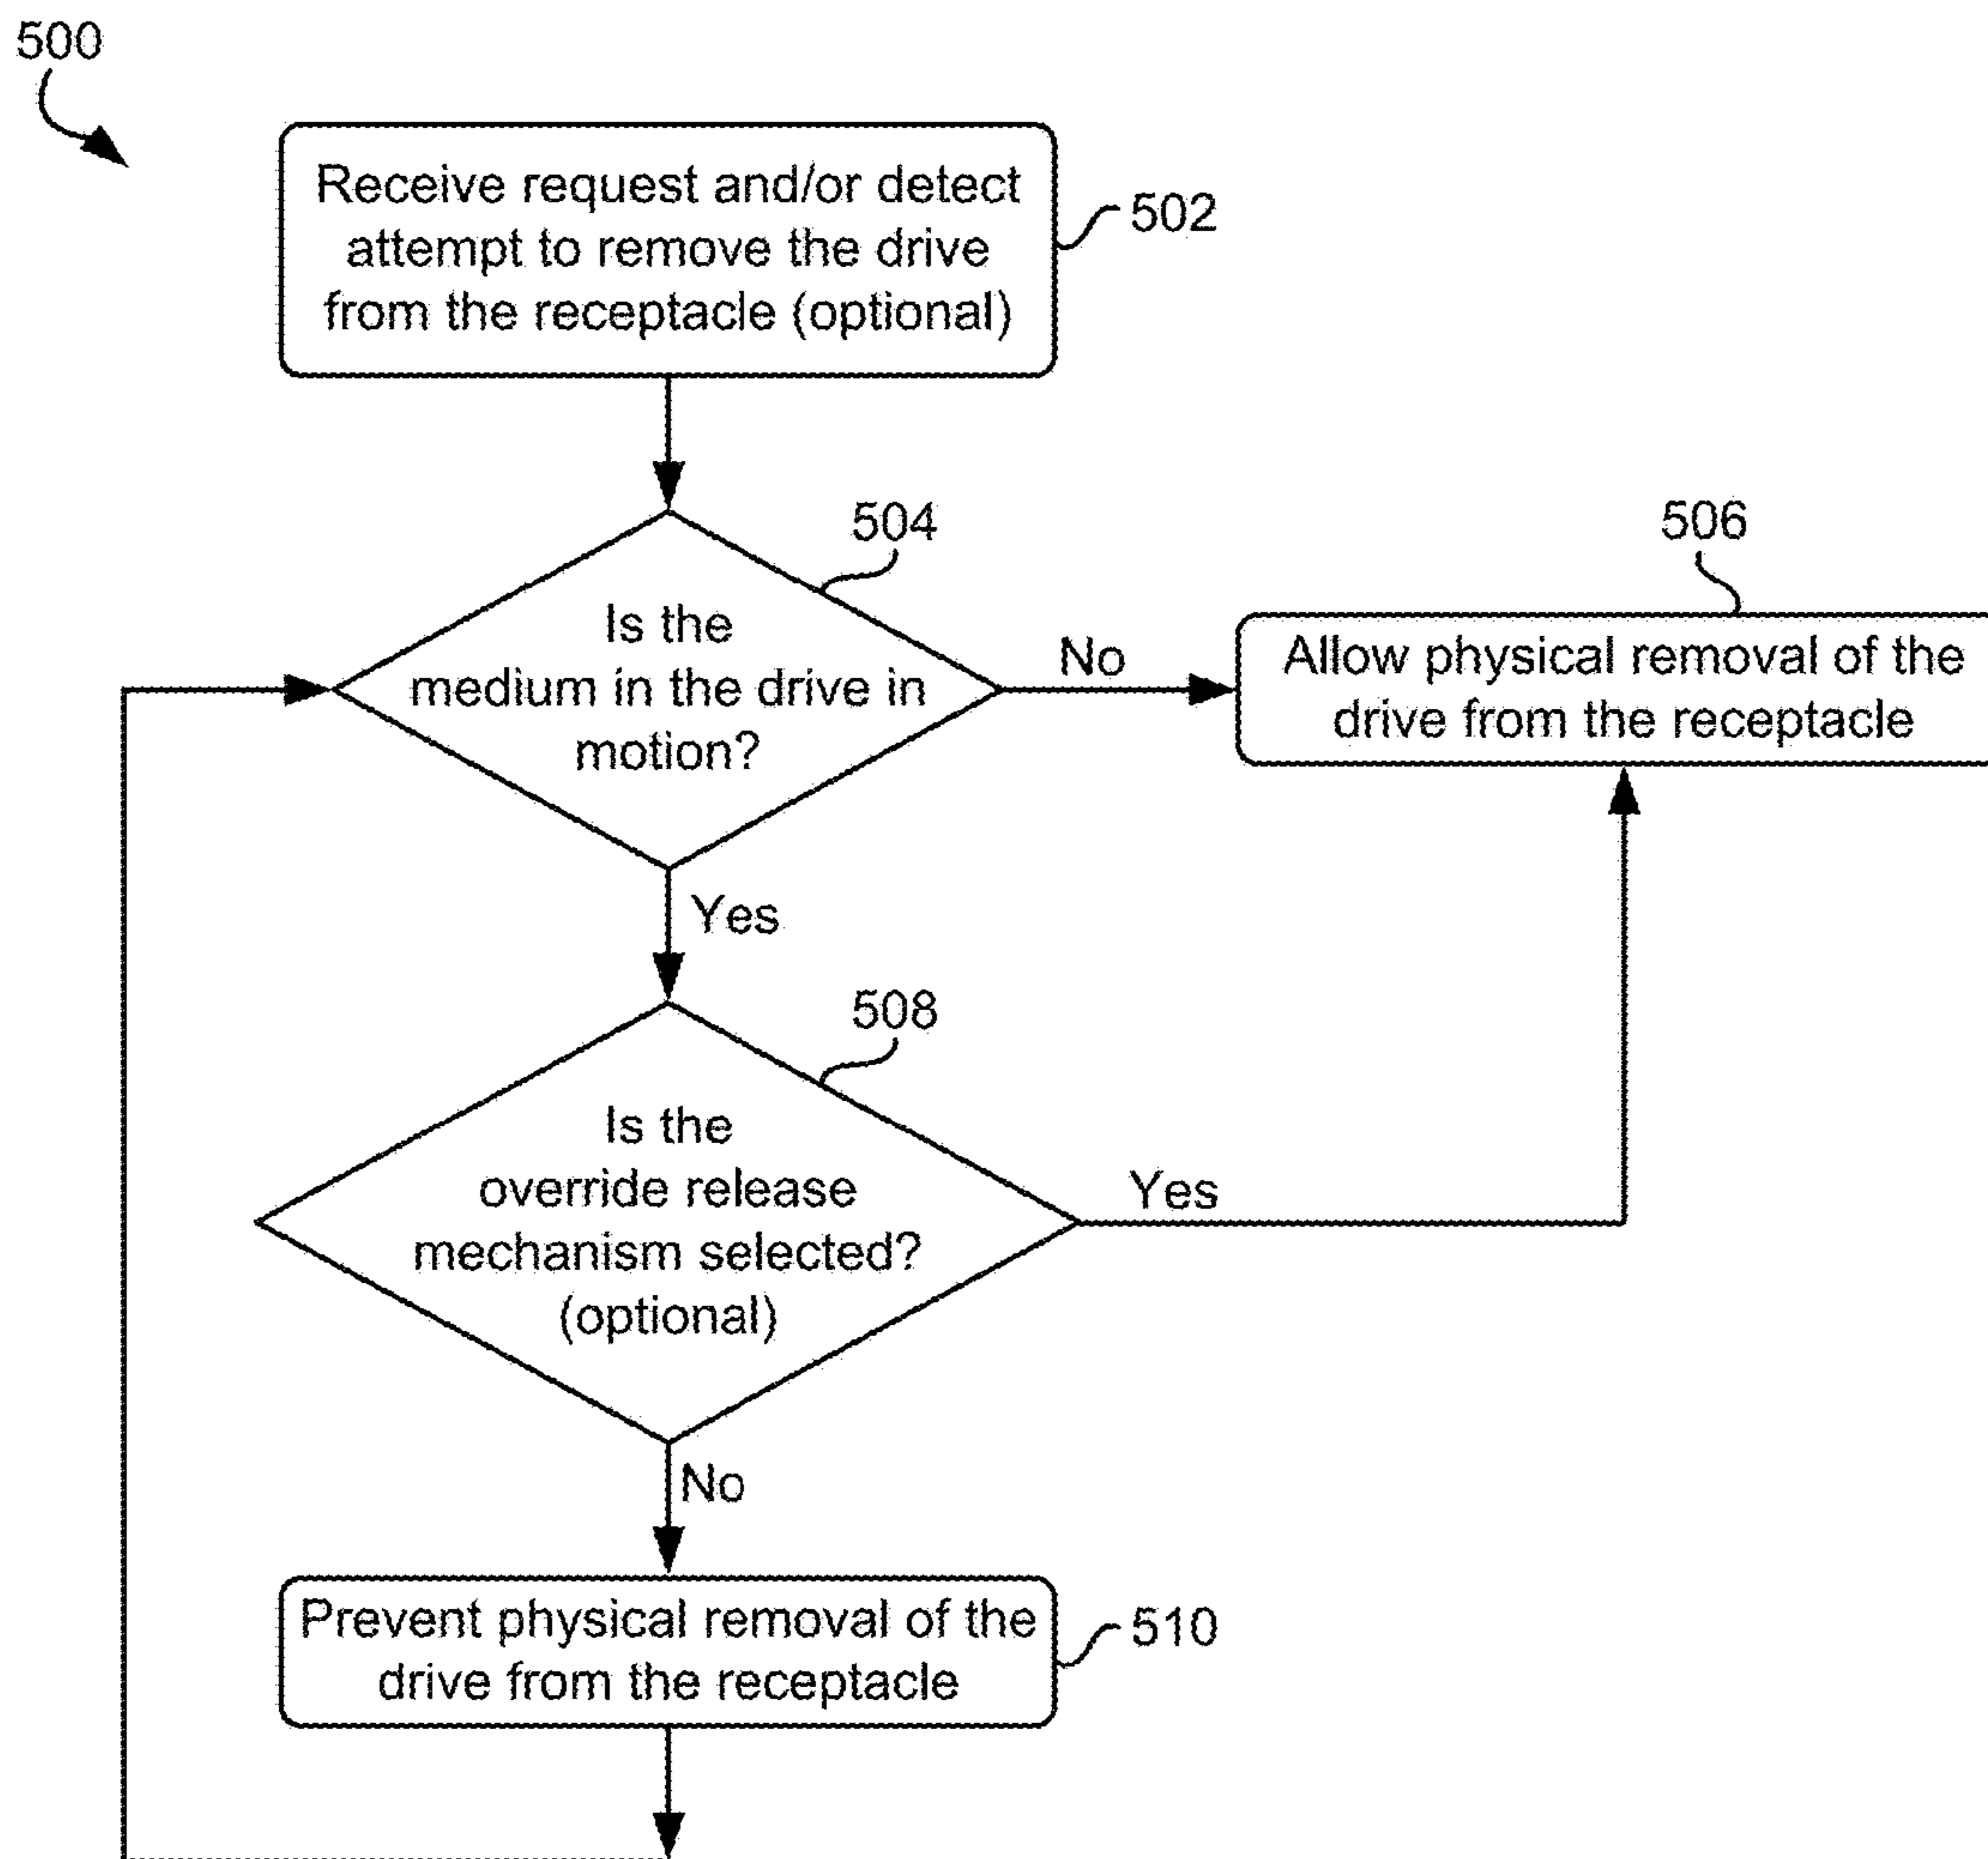 500
Receive request and/or detect
attempt to remove the drive
from the receptacle (optional)
502
504
Is the
medium in the drive in
motion?
No
506
Allow physical removal of the
drive from the receptacle
Yes
508
Is the
override release
mechanism selected?
(optional)
Yes
No
Prevent physical removal of the
drive from the receptacle
510